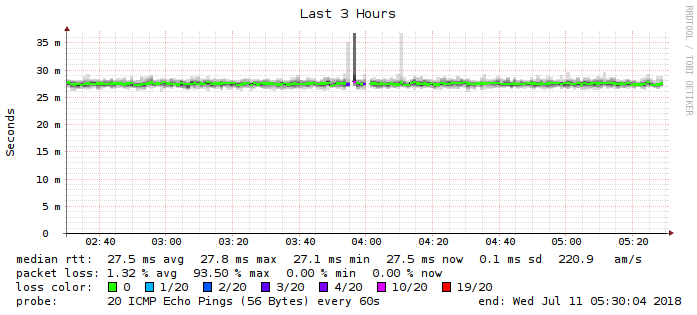 Last 3 Hours
RRDTOOL / TOBI OETIKER
Seconds
35 m
30 m
25 m
20 m
15 m
10 m
5 m
0
02:40 03:00 03:20 03:40 04:00 04:20 04:40 05:00 05:20
median rtt: 27.5 ms avg 27.8 ms max 27.1 ms min 27.5 ms now 0.1 ms sd 220.9 am/s
packet loss: 1.32 % avg 93.50 % max 0.00 % min 0.00 % now
loss color: 0 1/20 2/20 3/20 4/20 10/20 19/20
probe: 20 ICMP Echo Pings (56 Bytes) every 60s end: Wed Jul 11 05:30:04 2018